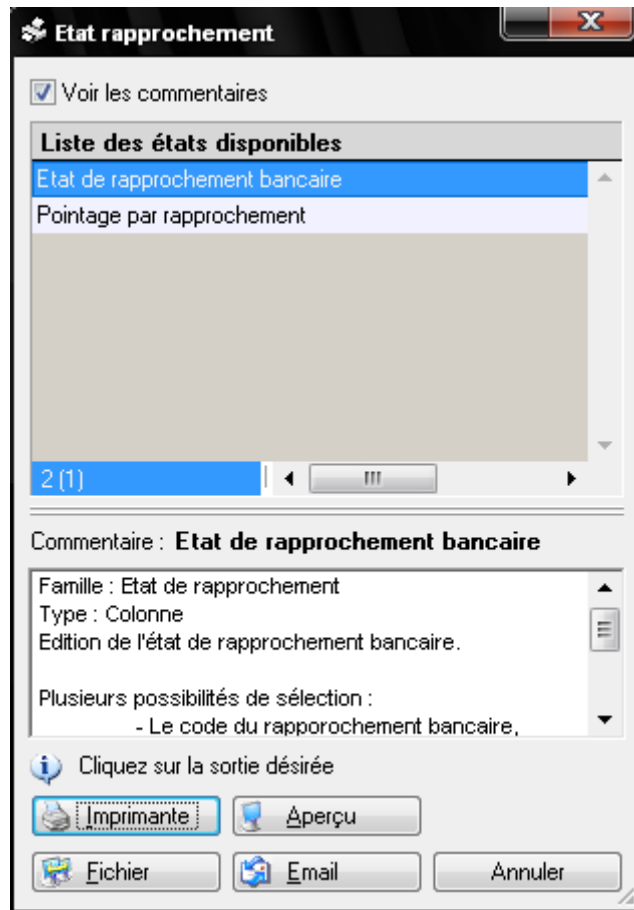 Etat rapprochement
Voir les commentaires
Liste des états disponibles
Etat de rapprochement bancaire
Pointage par rapprochement
2 (1)
Commentaire : Etat de rapprochement bancaire
Famille : Etat de rapprochement
Type : Colonne
Edition de l'état de rapprochement bancaire.
Plusieurs possibilités de sélection :
- Le code du rapporochement bancaire,
Cliquez sur la sortie désirée
Imprimante Aperçu
Fichier Email Annuler